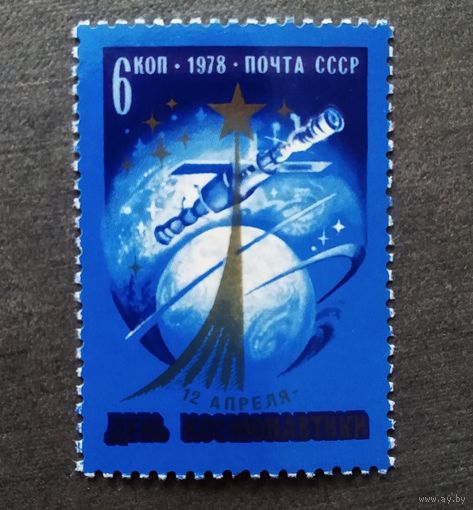 6 КОП · 1978 · ПОЧТА СССР
12 АПРЕЛЯ-
ДЕНЬ КОСМОНАВТИКИ
www.ay.by